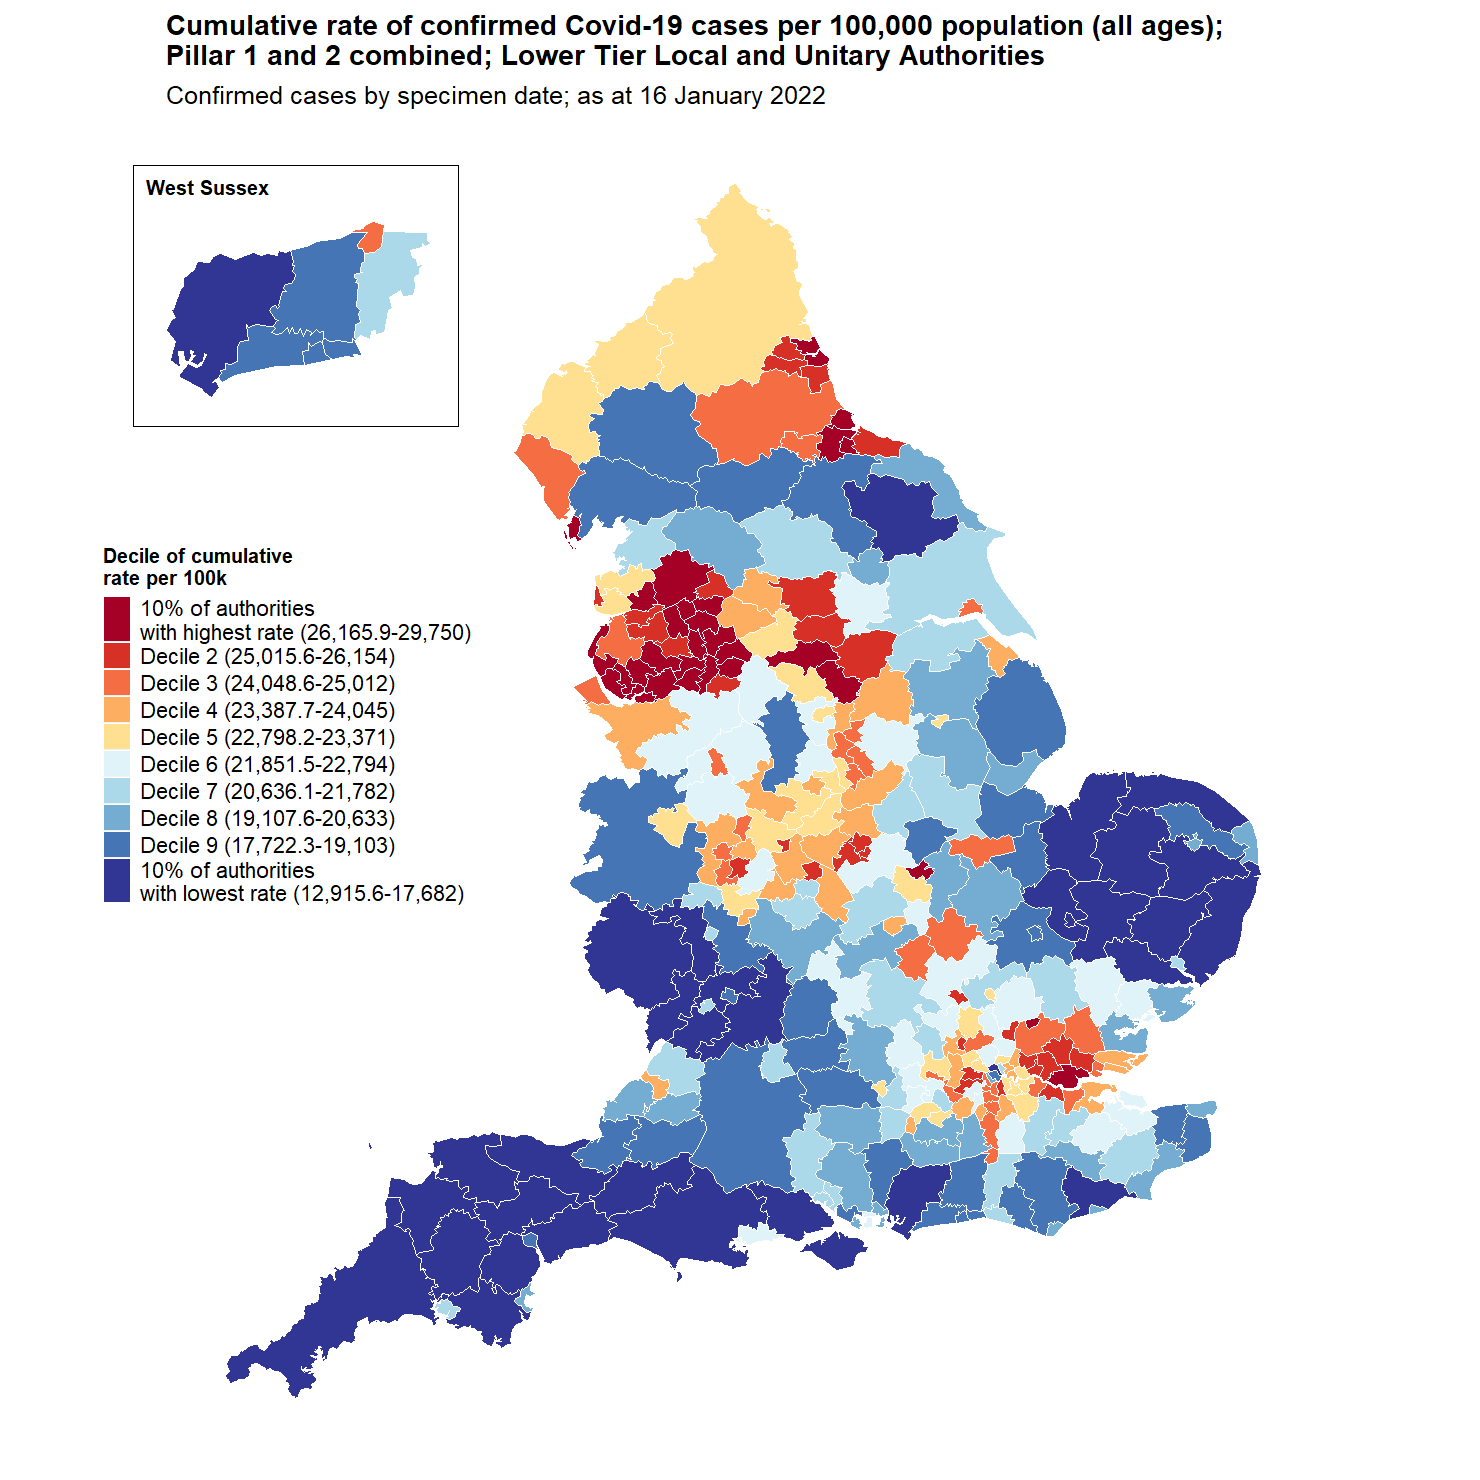 Cumulative rate of confirmed Covid-19 cases per 100,000 population (all ages);
Pillar 1 and 2 combined; Lower Tier Local and Unitary Authorities
Confirmed cases by specimen date; as at 16 January 2022
West Sussex
Decile of cumulative
rate per 100k
10% of authorities
with highest rate (26,165.9-29,750)
Decile 2 (25,015.6-26,154)
Decile 3 (24,048.6-25,012)
Decile 4 (23,387.7-24,045)
Decile 5 (22,798.2-23,371)
Decile 6 (21,851.5-22,794)
Decile 7 (20,636.1-21,782)
Decile 8 (19,107.6-20,633)
Decile 9 (17,722.3-19,103)
10% of authorities
with lowest rate (12,915.6-17,682)